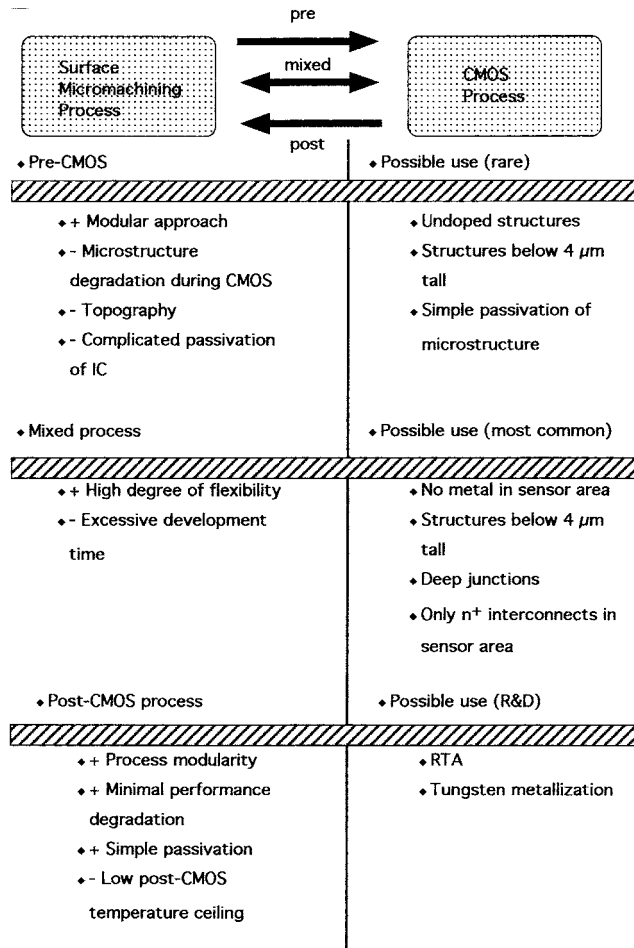 pre
Surface
Micromachining
Process
mixed
CMOS
Process
post
◆ Pre-CMOS
◆ Possible use (rare)
◆ + Modular approach
◆ - Microstructure
degradation during CMOS
◆ - Topography
◆ - Complicated passivation
of IC
◆ Undoped structures
◆ Structures below 4 µm
tall
◆ Simple passivation of
microstructure
◆ Mixed process
◆ Possible use (most common)
◆ + High degree of flexibility
◆ - Excessive development
time
◆ No metal in sensor area
◆ Structures below 4 µm
tall
◆ Deep junctions
◆ Only n⁺ interconnects in
sensor area
◆ Post-CMOS process
◆ Possible use (R&D)
◆ + Process modularity
◆ + Minimal performance
degradation
◆ + Simple passivation
◆ - Low post-CMOS
temperature ceiling
◆ RTA
◆ Tungsten metallization